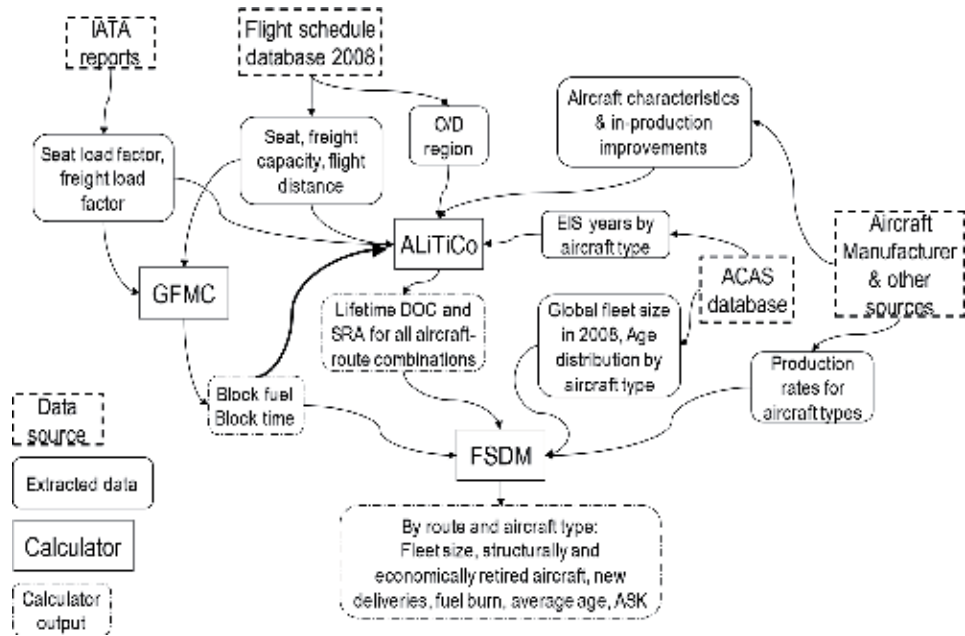 IATA
reports
Flight schedule
database 2008
Aircraft characteristics
& in-production
improvements
O/D
region
Seat, freight
capacity, flight
distance
Seat load factor,
freight load
factor
ALiTiCo
EIS years by
aircraft type
Aircraft
Manufacturer
& other
sources
ACAS
database
GFMC
Lifetime DOC and
SRA for all aircraft-
route combinations
Global fleet size
in 2008, Age
distribution by
aircraft type
Production
rates for
aircraft types
Block fuel
Block time
Data
source
FSDM
Extracted data
Calculator
By route and aircraft type:
Fleet size, structurally and
economically retired aircraft, new
deliveries, fuel burn, average age, ASK
Calculator
output